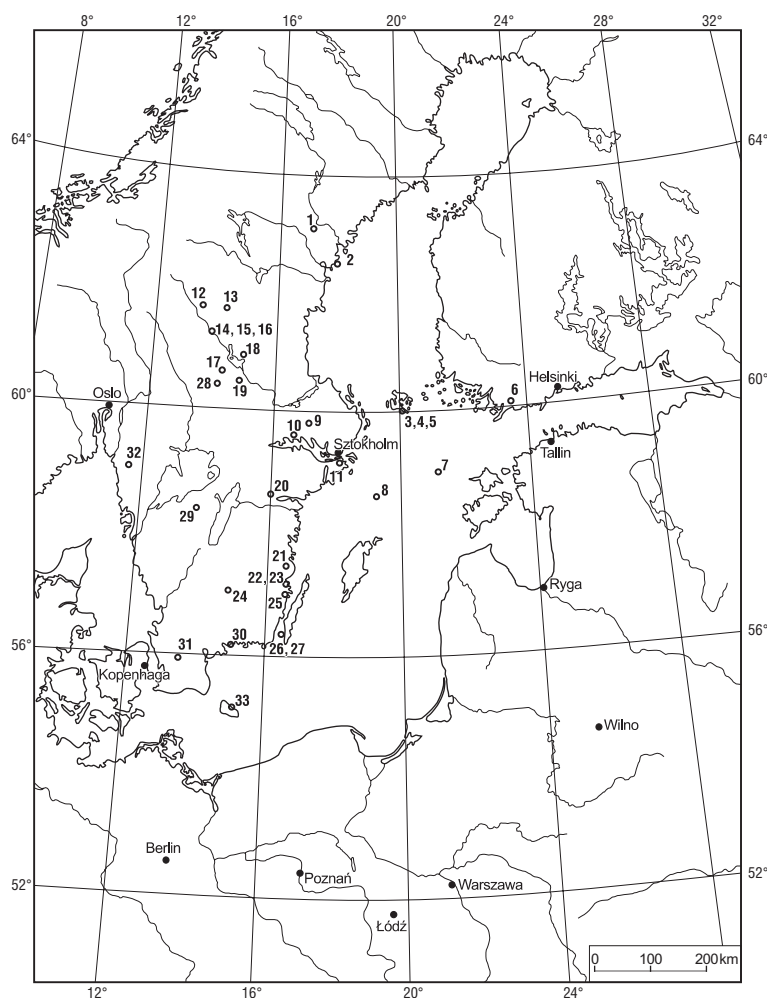 8° 12° 16° 20° 24° 28° 32°
64° 64°
1
2
12 13
14, 15, 16
18
17
28 19
60° 60°
Oslo
Helsinki
6
3,4,5
9
10
Sztokholm
Tallin
11
32
7
8
20
29
21
22, 23
24
25
Ryga
56° 56°
30
31
26, 27
Kopenhaga
33
Wilno
Berlin
Poznań
Warszawa
52° 52°
Łódź
0 100 200 km
12° 16° 20° 24°